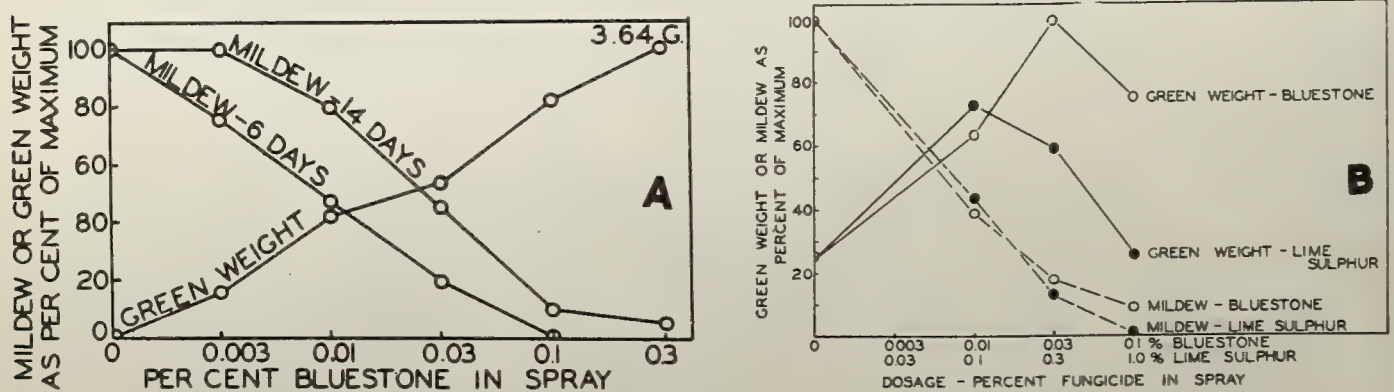 MILDEW OR GREEN WEIGHT
AS PER CENT OF MAXIMUM
100
80
60
80
20
0
3.64 G.
MILDEW-14 DAYS
MILDEW-6 DAYS
GREEN WEIGHT
A
0 0.003 0.01 0.03 0.1 0.3
PER CENT BLUESTONE IN SPRAY
GREEN WEIGHT OR MILDEW AS
PERCENT OF MAXIMUM
100
80
60
40
20
GREEN WEIGHT - BLUESTONE
B
GREEN WEIGHT - LIME
SULPHUR
MILDEW - BLUESTONE
MILDEW - LIME SULPHUR
0 0.003 0.01 0.03 0.1 % BLUESTONE
0.03 0.1 0.3 1.0 % LIME SULPHUR
DOSAGE - PERCENT FUNGICIDE IN SPRAY